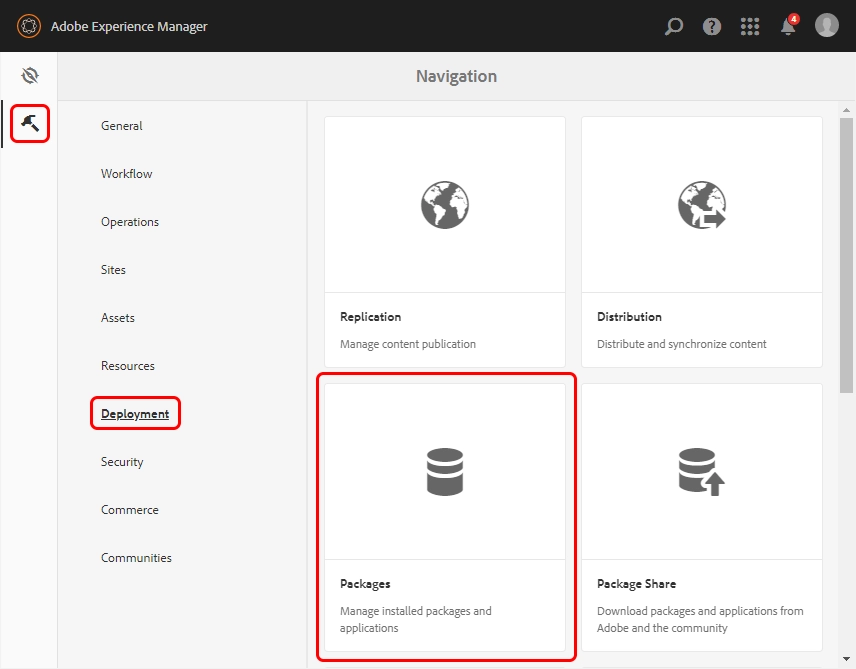 Adobe Experience Manager
4
Navigation
General
Workflow
Operations
Sites
Assets
Resources
Deployment
Security
Commerce
Communities
Replication
Manage content publication
Distribution
Distribute and synchronize content
Packages
Manage installed packages and
applications
Package Share
Download packages and applications from
Adobe and the community